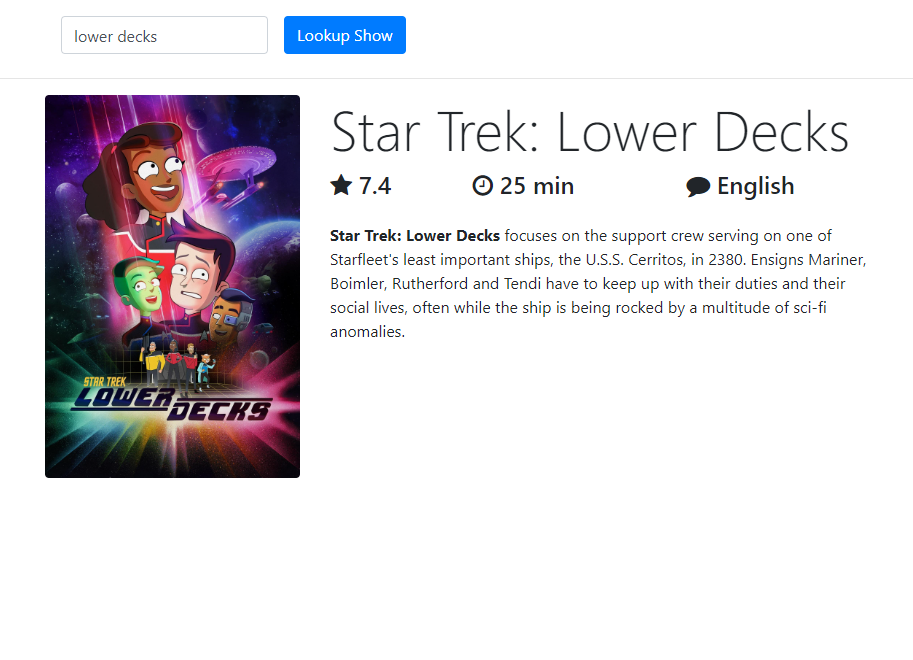 lower decks
Lookup Show
Star Trek: Lower Decks
7.4
25 min
English
Star Trek: Lower Decks focuses on the support crew serving on one of
Starfleet's least important ships, the U.S.S. Cerritos, in 2380. Ensigns Mariner,
Boimler, Rutherford and Tendi have to keep up with their duties and their
social lives, often while the ship is being rocked by a multitude of sci-fi
anomalies.
STAR TREK
LOWER
DECKS